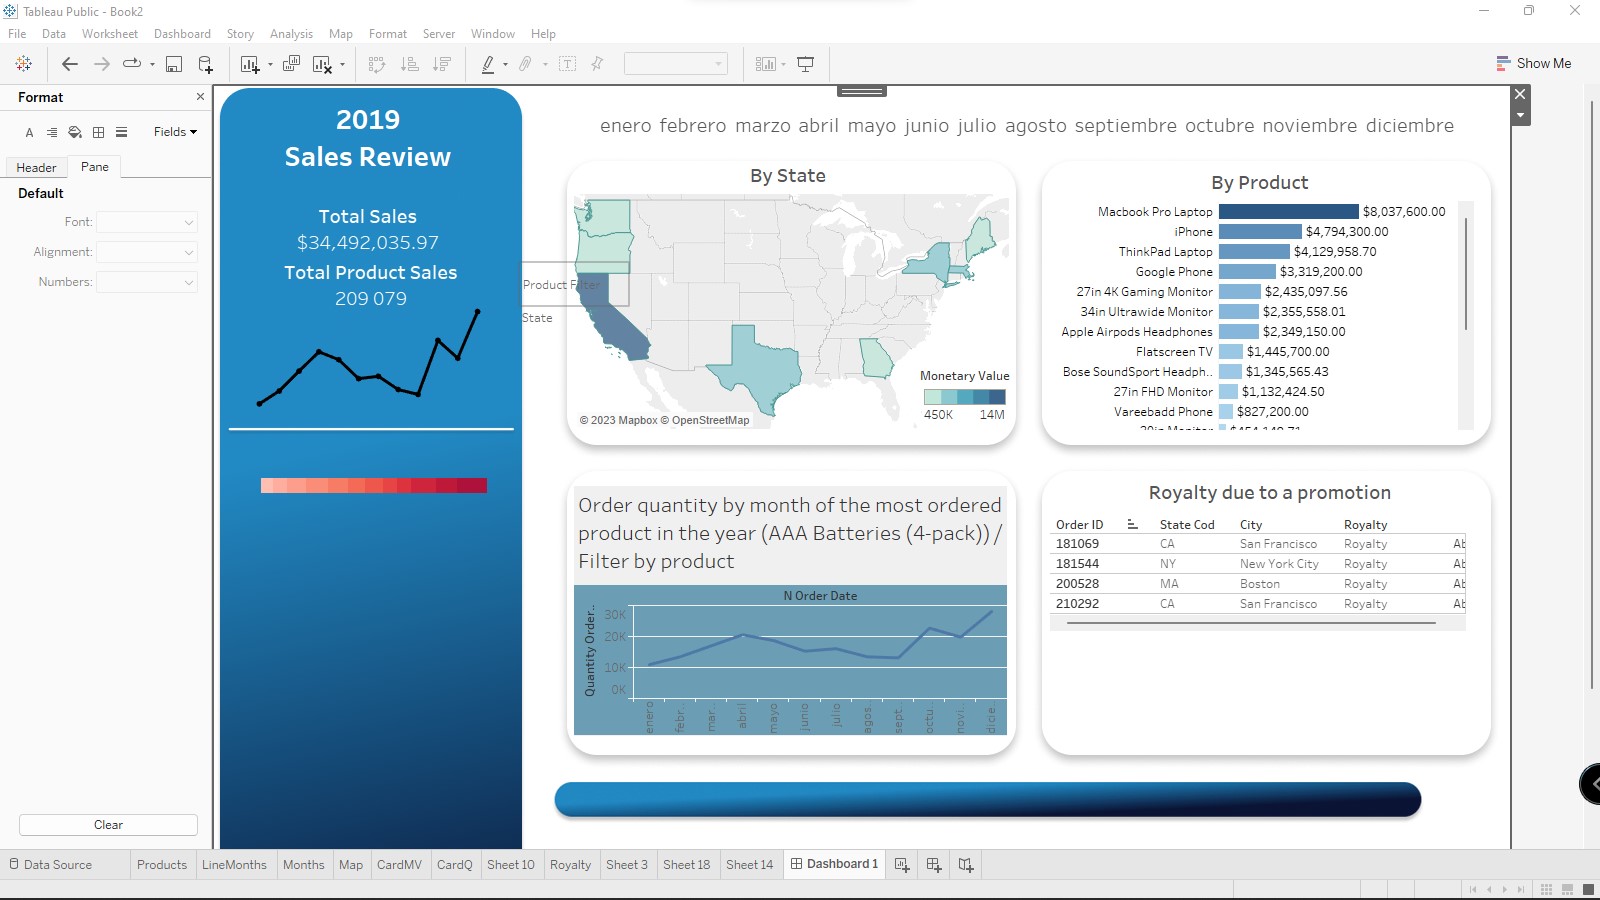 Tableau Public - Book2
File Data Worksheet Dashboard Story Analysis Map Format Server Window Help
Show Me
Format
A Fields
Header Pane
Default
Font:
Alignment:
Numbers:
Clear
2019
Sales Review
Total Sales
$34,492,035.97
Total Product Sales
209 079
enero febrero marzo abril mayo junio julio agosto septiembre octubre noviembre diciembre
Product Filter
State
By State
Monetary Value
450K 14M
© 2023 Mapbox © OpenStreetMap
By Product
Macbook Pro Laptop $8,037,600.00
iPhone $4,794,300.00
ThinkPad Laptop $4,129,958.70
Google Phone $3,319,200.00
27in 4K Gaming Monitor $2,435,097.56
34in Ultrawide Monitor $2,355,558.01
Apple Airpods Headphones $2,349,150.00
Flatscreen TV $1,445,700.00
Bose SoundSport Headph.. $1,345,565.43
27in FHD Monitor $1,132,424.50
Vareebadd Phone $827,200.00
20in Monitor
Order quantity by month of the most ordered
product in the year (AAA Batteries (4-pack)) /
Filter by product
N Order Date
Quantity Order..
30K
20K
10K
0K
enero febr.. mar.. abril mayo junio julio agos.. sept.. octu.. novi.. dicie..
Royalty due to a promotion
Order ID State Cod City Royalty
181069 CA San Francisco Royalty Ab
181544 NY New York City Royalty Ab
200528 MA Boston Royalty Ab
210292 CA San Francisco Royalty Ab
Data Source Products LineMonths Months Map CardMV CardQ Sheet 10 Royalty Sheet 3 Sheet 18 Sheet 14 Dashboard 1